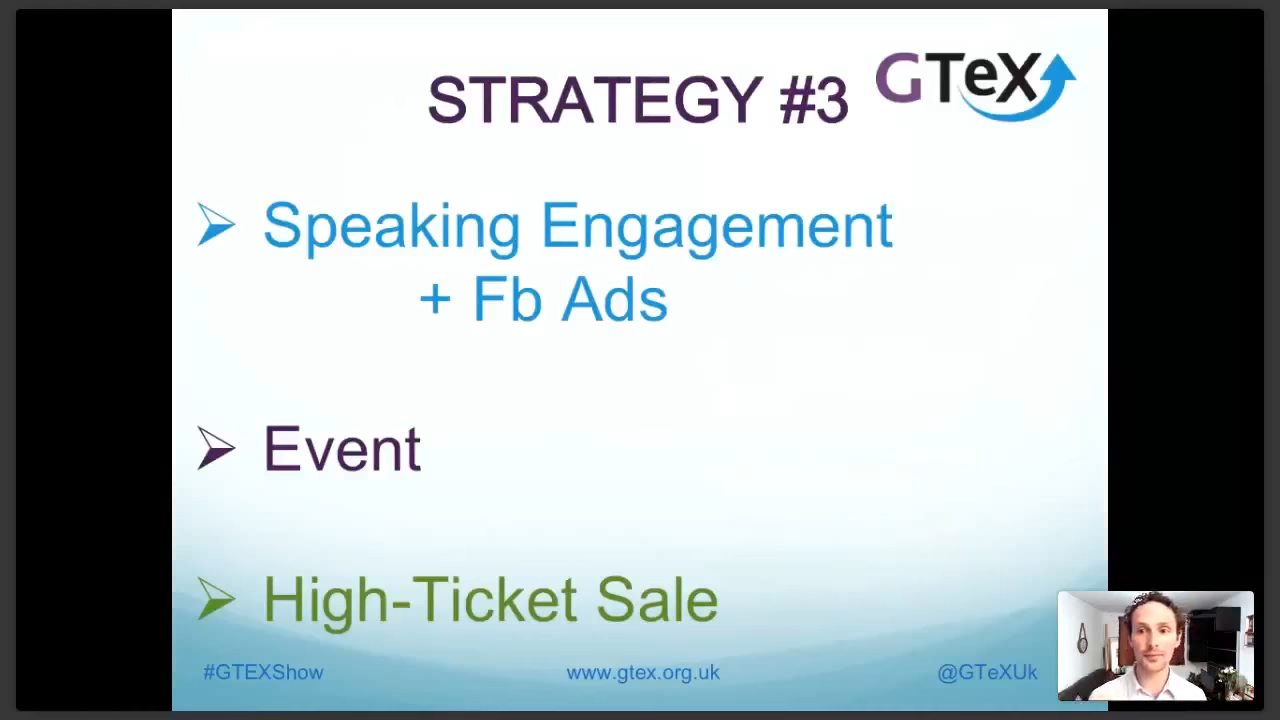 STRATEGY #3
GTeX
Speaking Engagement
+ Fb Ads
Event
High-Ticket Sale
#GTEXShow
www.gtex.org.uk
@GTeXUk